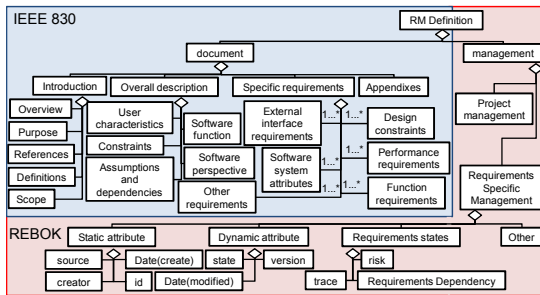 IEEE 830
RM Definition
document
management
Introduction
Overall description
Specific requirements
Appendixes
Overview
Purpose
References
Definitions
Scope
User
characteristics
Constraints
Assumptions
and
dependencies
Software
function
Software
perspective
Other
requirements
External
interface
requirements
Software
system
attributes
1...*
1...*
1...*
1...*
1...*
Design
constraints
Performance
requirements
Function
requirements
Project
management
Requirements
Specific
Management
REBOK
Static attribute
Dynamic attribute
Requirements states
Other
source
Date(create)
creator
id
state
version
Date(modified)
risk
trace
Requirements Dependency